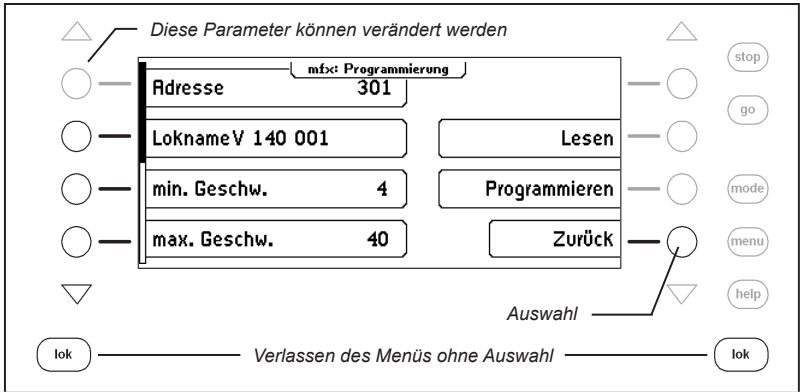 Diese Parameter können verändert werden
mfx: Programmierung
Adresse 301
LoknameV 140 001
min. Geschw. 4
max. Geschw. 40
Lesen
Programmieren
Zurück
stop
go
mode
menu
help
Auswahl
lok
Verlassen des Menüs ohne Auswahl
lok